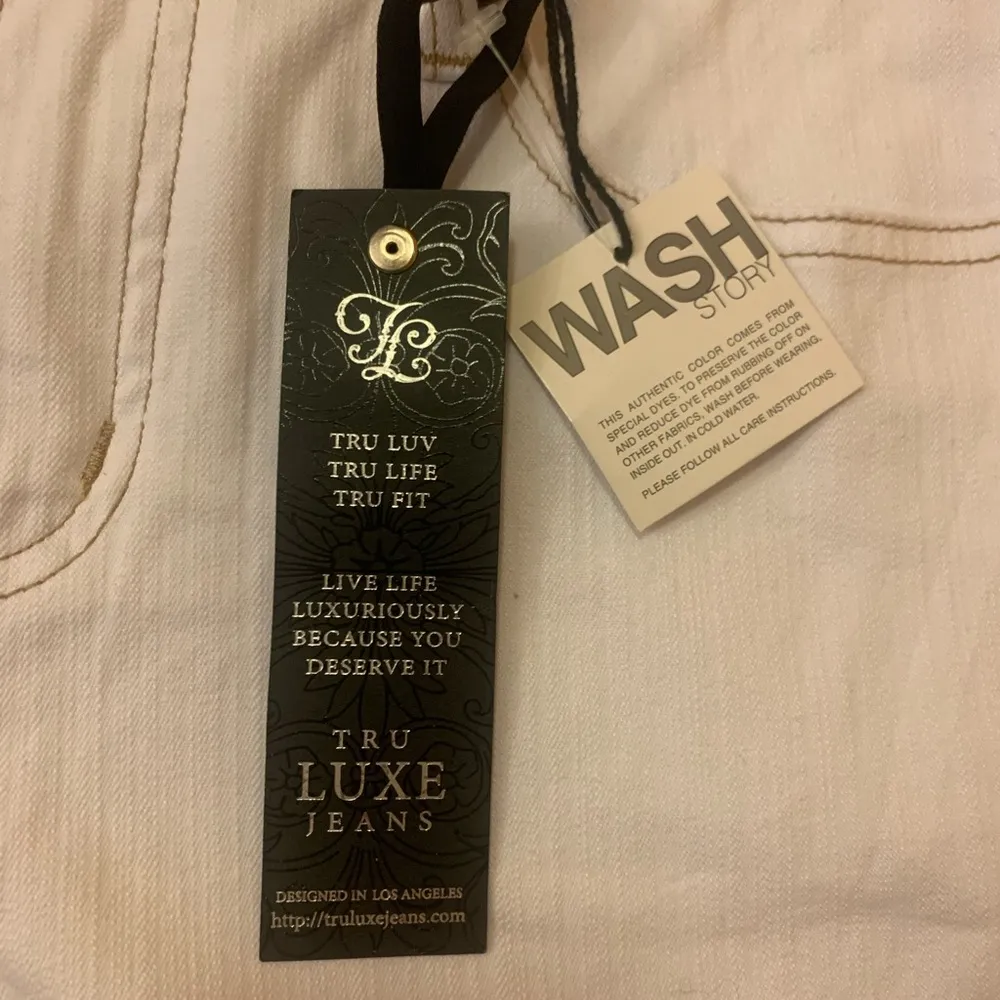 TL
TRU LUV
TRU LIFE
TRU FIT
LIVE LIFE
LUXURIOUSLY
BECAUSE YOU
DESERVE IT
TRU
LUXE
JEANS
DESIGNED IN LOS ANGELES
http://truluxejeans.com
WASH
STORY
THIS AUTHENTIC COLOR COMES FROM
SPECIAL DYES. TO PRESERVE THE COLOR
AND REDUCE DYE FROM RUBBING OFF ON
OTHER FABRICS, WASH BEFORE WEARING,
INSIDE OUT, IN COLD WATER.
PLEASE FOLLOW ALL CARE INSTRUCTIONS.